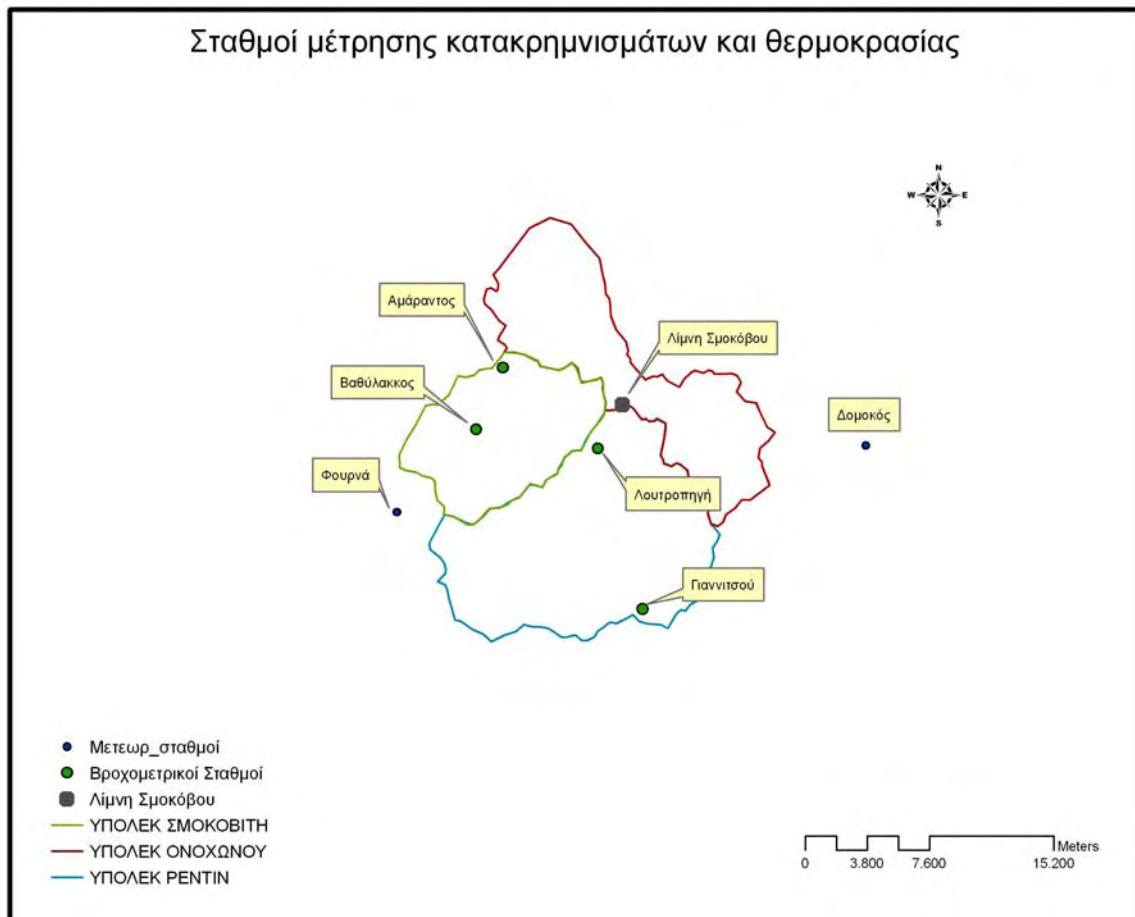 Σταθμοί μέτρησης κατακρημνισμάτων και θερμοκρασίας
N
W E
S
Αμάραντος
Λίμνη Σμοκόβου
Βαθύλακκος
Δομοκός
Φουρνά
Λουτροπηγή
Γιαννιτσού
Μετεωρ_σταθμοί
Βροχομετρικοί Σταθμοί
Λίμνη Σμοκόβου
ΥΠΟΛΕΚ ΣΜΟΚΟΒΙΤΗ
ΥΠΟΛΕΚ ΟΝΟΧΩΝΟΥ
ΥΠΟΛΕΚ ΡΕΝΤΙΝ
Meters
0 3.800 7.600 15.200